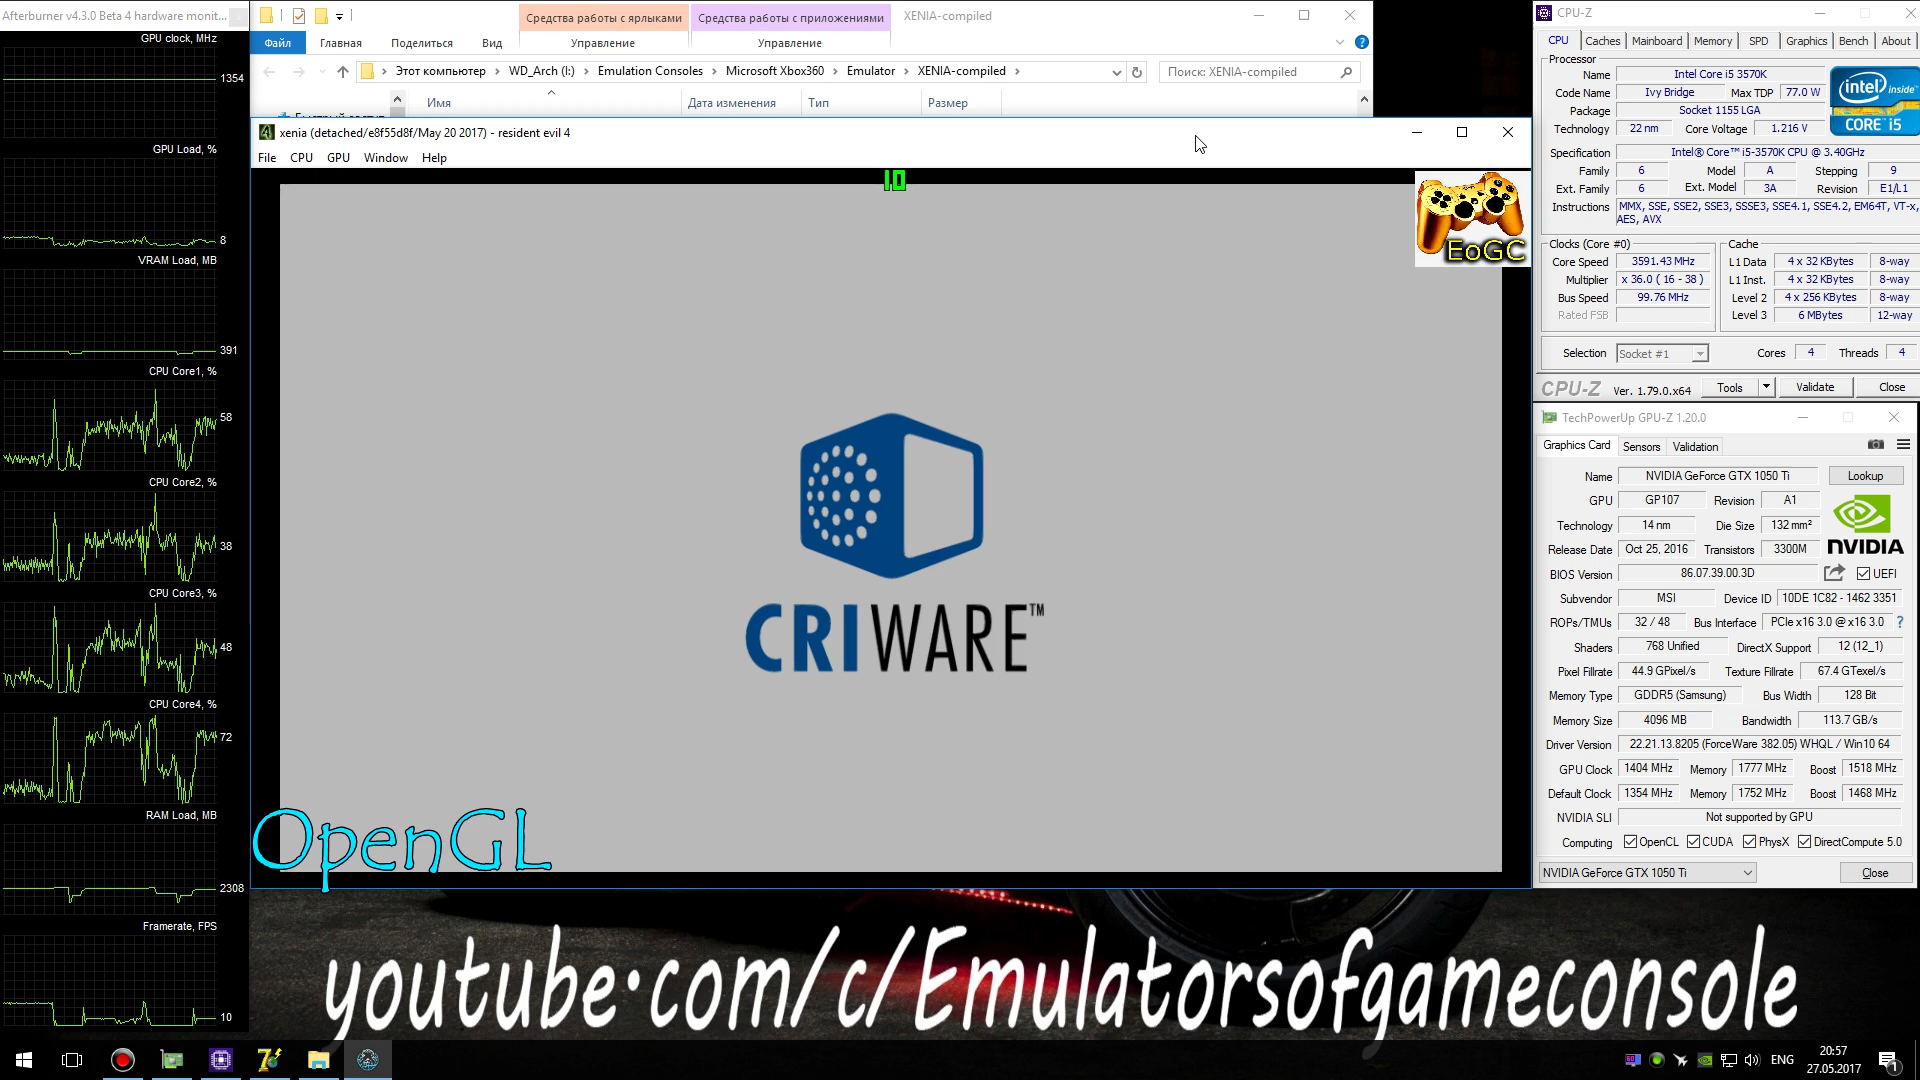 Afterburner v4.3.0 Beta 4 hardware monit...
GPU clock, MHz
1354
GPU Load, %
8
VRAM Load, MB
391
CPU Core1, %
58
CPU Core2, %
38
CPU Core3, %
48
CPU Core4, %
72
RAM Load, MB
2308
Framerate, FPS
10
Средства работы с ярлыками
Средства работы с приложениями
XENIA-compiled
Файл
Главная
Поделиться
Вид
Управление
Управление
Этот компьютер
WD_Arch (I:)
Emulation Consoles
Microsoft Xbox360
Emulator
XENIA-compiled
Поиск: XENIA-compiled
Имя
Дата изменения
Тип
Размер
xenia (detached/e8f55d8f/May 20 2017) - resident evil 4
File CPU GPU Window Help
10
EoGC
CRIWARE™
OpenGL
youtube.com/c/Emulatorsofgameconsole
CPU-Z
CPU Caches Mainboard Memory SPD Graphics Bench About
Processor
Name Intel Core i5 3570K
Code Name Ivy Bridge Max TDP 77.0 W
Package Socket 1155 LGA
Technology 22 nm Core Voltage 1.216 V
intel inside™
CORE i5
Specification Intel® Core™ i5-3570K CPU @ 3.40GHz
Family 6 Model A Stepping 9
Ext. Family 6 Ext. Model 3A Revision E1/L1
Instructions MMX, SSE, SSE2, SSE3, SSSE3, SSE4.1, SSE4.2, EM64T, VT-x,
AES, AVX
Clocks (Core #0)
Core Speed 3591.43 MHz
Multiplier x 36.0 ( 16 - 38 )
Bus Speed 99.76 MHz
Rated FSB
Cache
L1 Data 4 x 32 KBytes 8-way
L1 Inst. 4 x 32 KBytes 8-way
Level 2 4 x 256 KBytes 8-way
Level 3 6 MBytes 12-way
Selection Socket #1 Cores 4 Threads 4
CPU-Z Ver. 1.79.0.x64 Tools Validate Close
TechPowerUp GPU-Z 1.20.0
Graphics Card Sensors Validation
Name NVIDIA GeForce GTX 1050 Ti Lookup
GPU GP107 Revision A1
Technology 14 nm Die Size 132 mm²
Release Date Oct 25, 2016 Transistors 3300M
NVIDIA
BIOS Version 86.07.39.00.3D UEFI
Subvendor MSI Device ID 10DE 1C82 - 1462 3351
ROPs/TMUs 32 / 48 Bus Interface PCIe x16 3.0 @ x16 3.0 ?
Shaders 768 Unified DirectX Support 12 (12_1)
Pixel Fillrate 44.9 GPixel/s Texture Fillrate 67.4 GTexel/s
Memory Type GDDR5 (Samsung) Bus Width 128 Bit
Memory Size 4096 MB Bandwidth 113.7 GB/s
Driver Version 22.21.13.8205 (ForceWare 382.05) WHQL / Win10 64
GPU Clock 1404 MHz Memory 1777 MHz Boost 1518 MHz
Default Clock 1354 MHz Memory 1752 MHz Boost 1468 MHz
NVIDIA SLI Not supported by GPU
Computing OpenCL CUDA PhysX DirectCompute 5.0
NVIDIA GeForce GTX 1050 Ti Close
ENG
20:57
27.05.2017
1